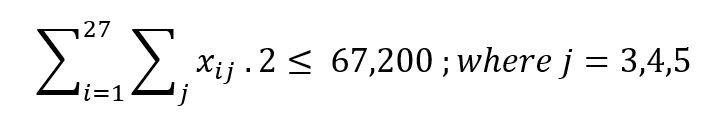 ∑_{i=1}^{27} ∑_j x_{ij} . 2 ≤ 67,200 ; where j = 3,4,5